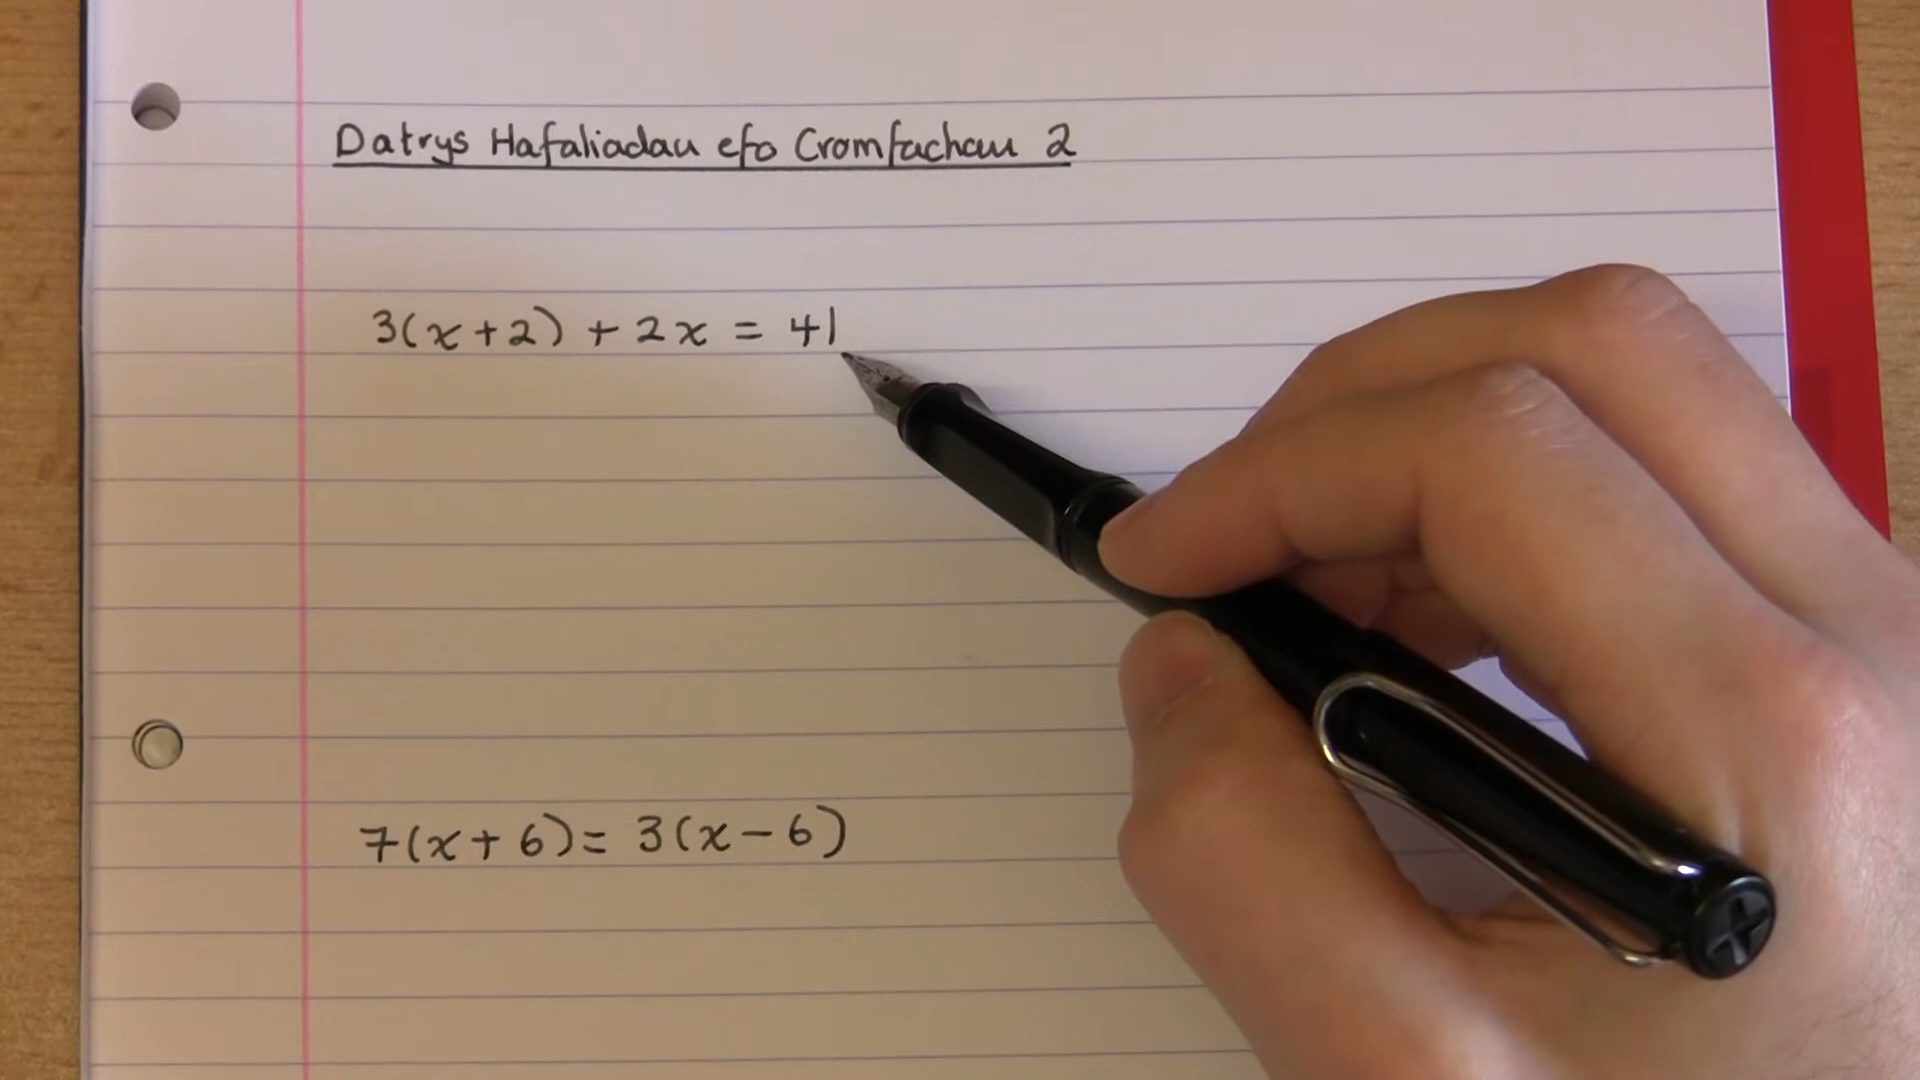 Datrys Hafaliadau efo Cromfachau 2
3(x+2) + 2x = 41
7(x+6) = 3(x-6)